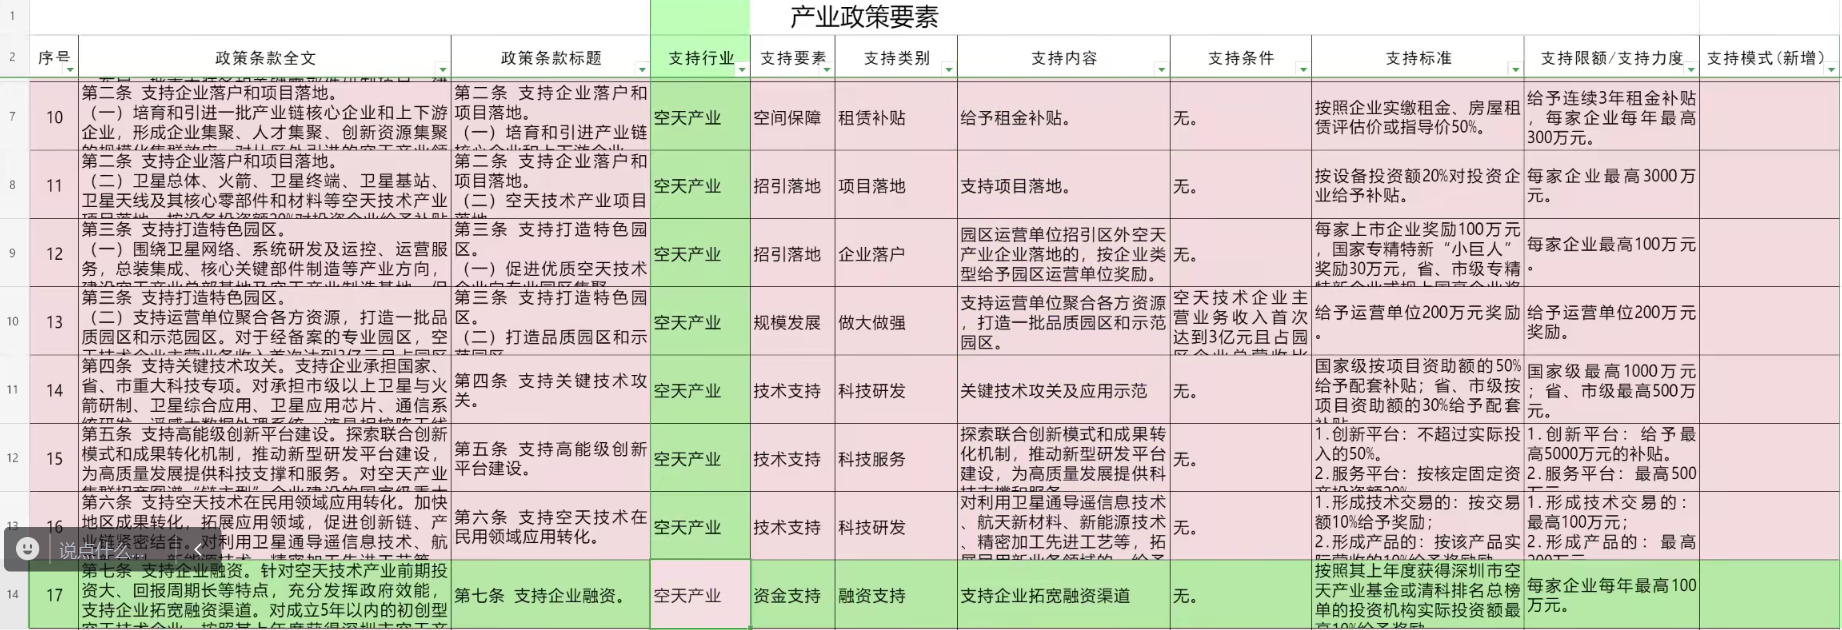 1
产业政策要素
2
序号
政策条款全文
政策条款标题
支持行业
支持要素
支持类别
支持内容
支持条件
支持标准
支持限额/支持力度
支持模式(新增)
7
10
第二条 支持企业落户和项目落地。
（一）培育和引进一批产业链核心企业和上下游
企业，形成企业集聚、人才集聚、创新资源集聚
第二条 支持企业落户和
项目落地。
（一）培育和引进产业链
空天产业
空间保障
租赁补贴
给予租金补贴。
无。
按照企业实缴租金、房屋租
赁评估价或指导价50%。
给予连续3年租金补贴
，每家企业每年最高
300万元。
8
11
第二条 支持企业落户和项目落地。
（二）卫星总体、火箭、卫星终端、卫星基站、
卫星天线及其核心零部件和材料等空天技术产业
项目落地，按设备投资额20%对投资企业给予补贴
第二条 支持企业落户和
项目落地。
（二）空天技术产业项目
落地
空天产业
招引落地
项目落地
支持项目落地。
无。
按设备投资额20%对投资企
业给予补贴。
每家企业最高3000万
元。
9
12
第三条 支持打造特色园区。
（一）围绕卫星网络、系统研发及运控、运营服
务，总装集成、核心关键部件制造等产业方向，
第三条 支持打造特色园
区。
（一）促进优质空天技术
空天产业
招引落地
企业落户
园区运营单位招引区外空天
产业企业落地的，按企业类
型给予园区运营单位奖励。
无。
每家上市企业奖励100万元
，国家专精特新“小巨人”
奖励30万元，省、市级专精
每家企业最高100万元
。
10
13
第三条 支持打造特色园区。
（二）支持运营单位聚合各方资源，打造一批品
质园区和示范园区。对于经备案的专业园区，空
第三条 支持打造特色园
区。
（二）打造品质园区和示
范园区
空天产业
规模发展
做大做强
支持运营单位聚合各方资源
，打造一批品质园区和示范
园区。
空天技术企业主
营业务收入首次
达到3亿元且占园
区企业总营收比
给予运营单位200万元奖励
。
给予运营单位200万元
奖励。
11
14
第四条 支持关键技术攻关。支持企业承担国家、
省、市重大科技专项。对承担市级以上卫星与火
箭研制、卫星综合应用、卫星应用芯片、通信系
第四条 支持关键技术攻
关。
空天产业
技术支持
科技研发
关键技术攻关及应用示范
无。
国家级按项目资助额的50%
给予配套补贴；省、市级按
项目资助额的30%给予配套
补贴
国家级最高1000万元
；省、市级最高500万
元。
12
15
第五条 支持高能级创新平台建设。探索联合创新
模式和成果转化机制，推动新型研发平台建设，
为高质量发展提供科技支撑和服务。对空天产业
第五条 支持高能级创新
平台建设。
空天产业
技术支持
科技服务
探索联合创新模式和成果转
化机制，推动新型研发平台
建设，为高质量发展提供科
技支撑和服务
无。
1.创新平台：不超过实际投
入的50%。
2.服务平台：按核定固定资
1.创新平台：给予最
高5000万元的补贴。
2.服务平台：最高500
万元
13
16
第六条 支持空天技术在民用领域应用转化。加快
地区成果转化，拓展应用领域，促进创新链、产
业链紧密结合。对利用卫星通导遥信息技术、航
第六条 支持空天技术在
民用领域应用转化。
空天产业
技术支持
科技研发
对利用卫星通导遥信息技术
、航天新材料、新能源技术
、精密加工先进工艺等，拓
无。
1.形成技术交易的：按交易
额10%给予奖励；
2.形成产品的：按该产品实
1.形成技术交易的：
最高100万元；
2.形成产品的：最高
说点什么...
14
17
第七条 支持企业融资。针对空天技术产业前期投
资大、回报周期长等特点，充分发挥政府效能，
支持企业拓宽融资渠道。对成立5年以内的初创型
第七条 支持企业融资。
空天产业
资金支持
融资支持
支持企业拓宽融资渠道
无。
按照其上年度获得深圳市空
天产业基金或清科排名总榜
单的投资机构实际投资额最
高10%给予奖励
每家企业每年最高100
万元。